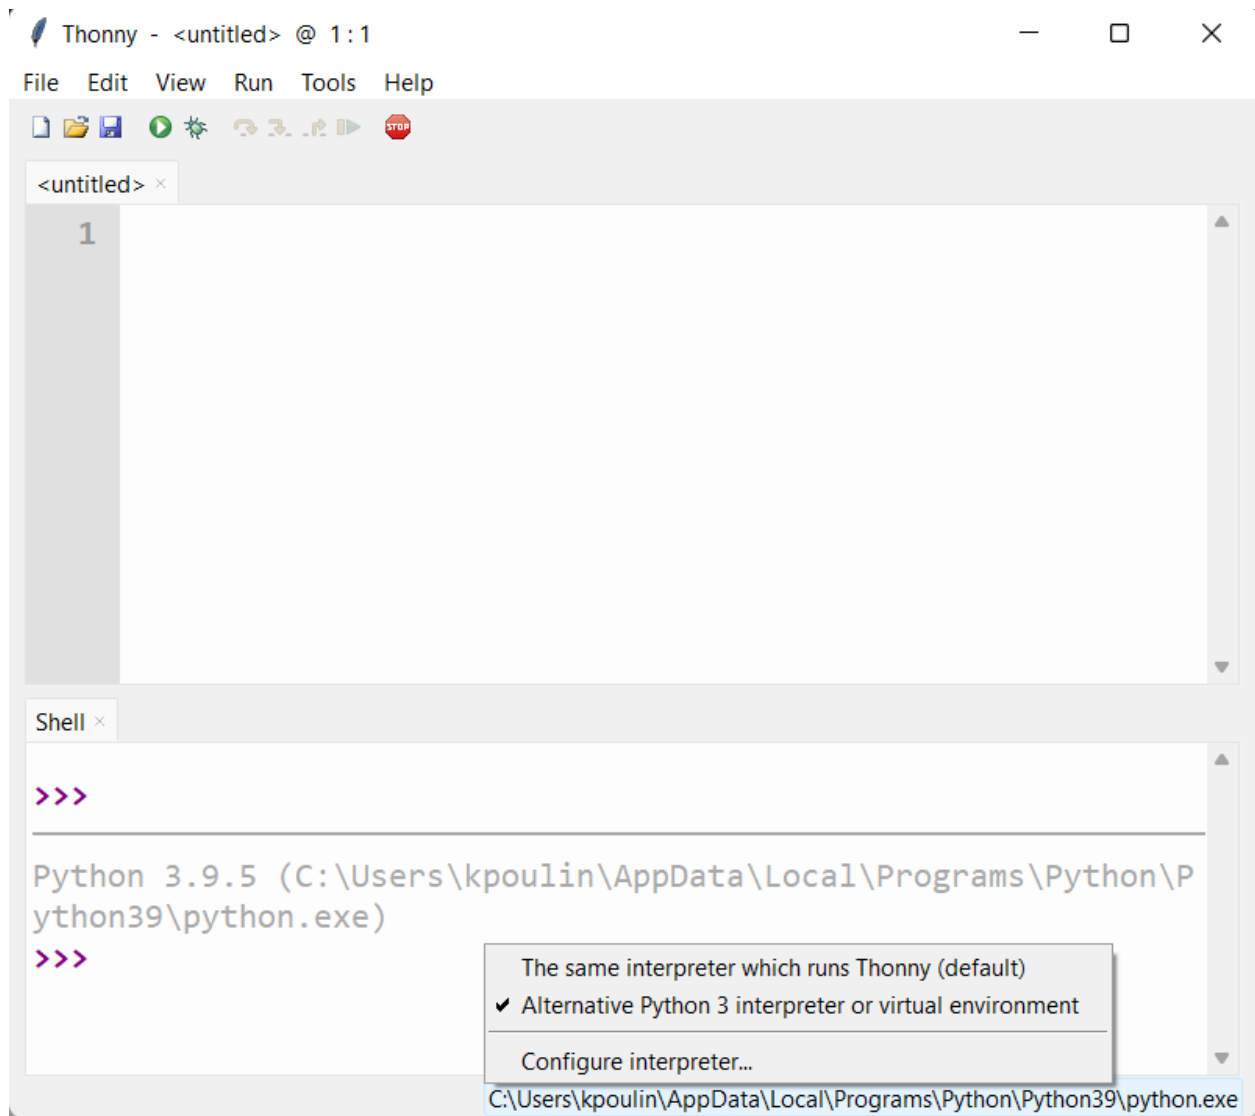 Thonny - <untitled> @ 1:1
File Edit View Run Tools Help
STOP
<untitled> ×
1
Shell ×
>>>
Python 3.9.5 (C:\Users\kpoulin\AppData\Local\Programs\Python\P
ython39\python.exe)
>>>
The same interpreter which runs Thonny (default)
✔ Alternative Python 3 interpreter or virtual environment
Configure interpreter...
C:\Users\kpoulin\AppData\Local\Programs\Python\Python39\python.exe